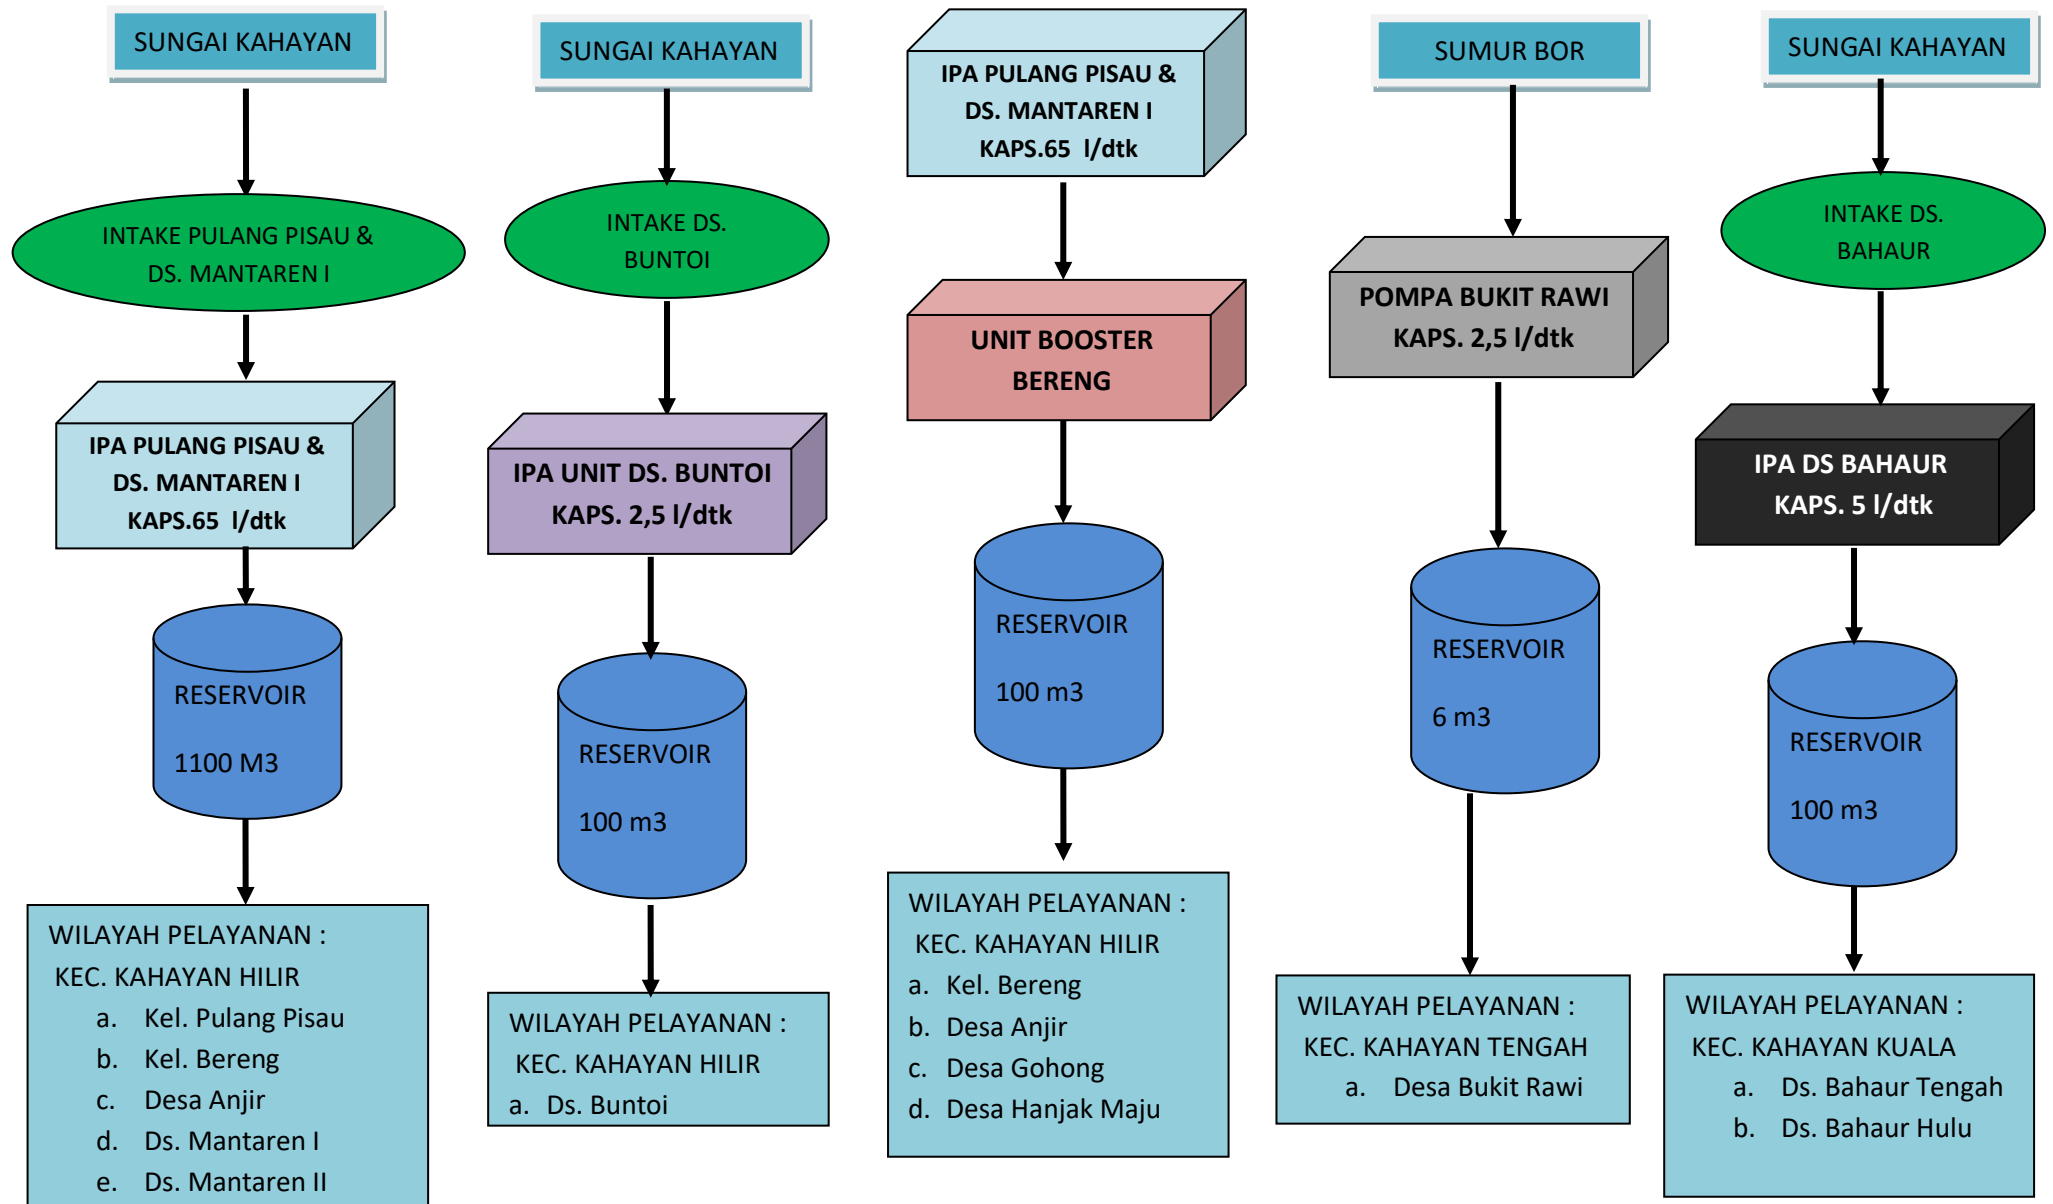 SUNGAI KAHAYAN
INTAKE PULANG PISAU &
DS. MANTAREN I
IPA PULANG PISAU &
DS. MANTAREN I
KAPS.65 l/dtk
RESERVOIR
1100 M3
WILAYAH PELAYANAN :
KEC. KAHAYAN HILIR
a. Kel. Pulang Pisau
b. Kel. Bereng
c. Desa Anjir
d. Ds. Mantaren I
e. Ds. Mantaren II
SUNGAI KAHAYAN
INTAKE DS.
BUNTOI
IPA UNIT DS. BUNTOI
KAPS. 2,5 l/dtk
RESERVOIR
100 m3
WILAYAH PELAYANAN :
KEC. KAHAYAN HILIR
a. Ds. Buntoi
IPA PULANG PISAU &
DS. MANTAREN I
KAPS.65 l/dtk
UNIT BOOSTER
BERENG
RESERVOIR
100 m3
WILAYAH PELAYANAN :
KEC. KAHAYAN HILIR
a. Kel. Bereng
b. Desa Anjir
c. Desa Gohong
d. Desa Hanjak Maju
SUMUR BOR
POMPA BUKIT RAWI
KAPS. 2,5 l/dtk
RESERVOIR
6 m3
WILAYAH PELAYANAN :
KEC. KAHAYAN TENGAH
a. Desa Bukit Rawi
SUNGAI KAHAYAN
INTAKE DS.
BAHAUR
IPA DS BAHAUR
KAPS. 5 l/dtk
RESERVOIR
100 m3
WILAYAH PELAYANAN :
KEC. KAHAYAN KUALA
a. Ds. Bahaur Tengah
b. Ds. Bahaur Hulu